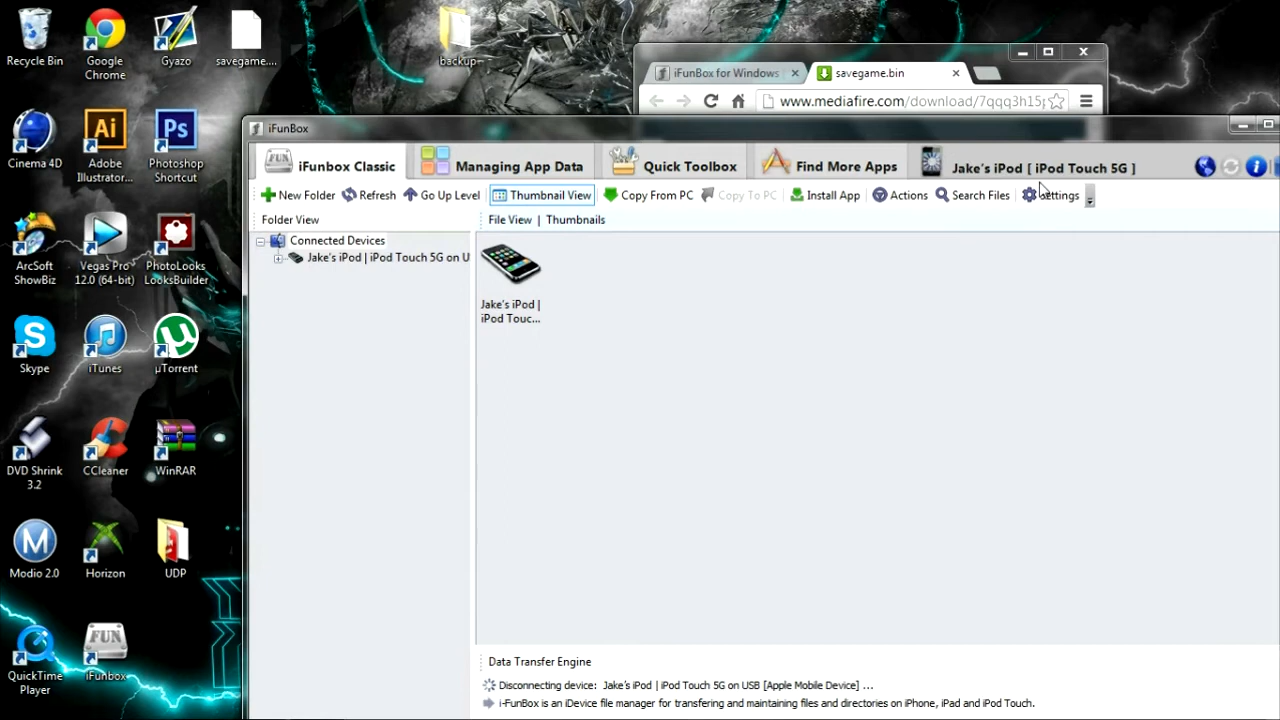 Recycle Bin
Google
Chrome
Gyazo
savegame....
backup
iFunBox for Windows
savegame.bin
www.mediafire.com/download/7qqq3h15
Cinema 4D
Ai
Adobe
Illustrator...
Ps
Photoshop
Shortcut
iFunBox
FUN
iFunbox Classic
Managing App Data
Quick Toolbox
Find More Apps
Jake's iPod [ iPod Touch 5G ]
New Folder
Refresh
Go Up Level
Thumbnail View
Copy From PC
Copy To PC
Install App
Actions
Search Files
Settings
Folder View
File View | Thumbnails
Connected Devices
Jake's iPod | iPod Touch 5G on U
Jake's iPod |
iPod Touc...
ArcSoft
ShowBiz
Vegas Pro
12.0 (64-bit)
PhotoLooks
LooksBuilder
Skype
iTunes
µTorrent
DVD Shrink
3.2
CCleaner
WinRAR
Modio 2.0
Horizon
UDP
QuickTime
Player
FUN
iFunbox
Data Transfer Engine
Disconnecting device: Jake's iPod | iPod Touch 5G on USB [Apple Mobile Device] ...
i-FunBox is an iDevice file manager for transfering and maintaining files and directories on iPhone, iPad and iPod Touch.